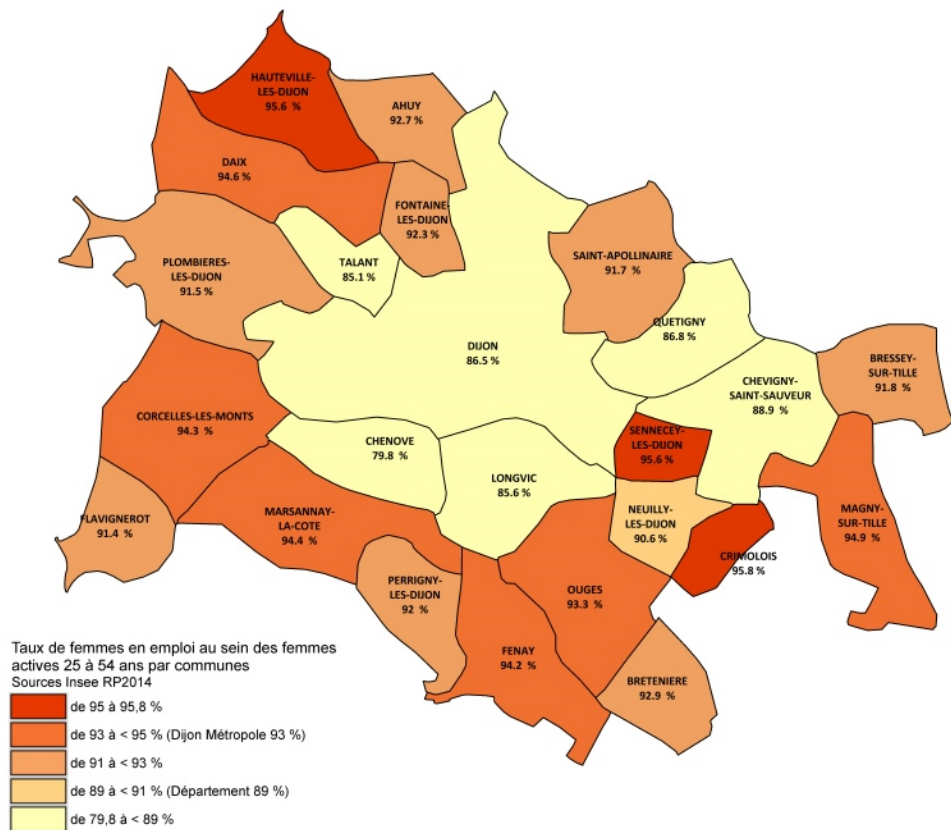 HAUTEVILLE-
LES-DIJON
95.6 %
AHUY
92.7 %
DAIX
94.6 %
FONTAINE-
LES-DIJON
92.3 %
TALANT
85.1 %
PLOMBIERES-
LES-DIJON
91.5 %
SAINT-APOLLINAIRE
91.7 %
QUETIGNY
86.8 %
DIJON
86.5 %
BRESSEY-
SUR-TILLE
91.8 %
CHEVIGNY-
SAINT-SAUVEUR
88.9 %
CORCELLES-LES-MONTS
94.3 %
CHENOVE
79.8 %
SENNECEY-
LES-DIJON
95.6 %
LONGVIC
85.6 %
NEUILLY-
LES-DIJON
90.6 %
MAGNY-
SUR-TILLE
94.9 %
FLAVIGNEROT
91.4 %
MARSANNAY-
LA-COTE
94.4 %
CRIMOLOIS
95.8 %
PERRIGNY-
LES-DIJON
92 %
OUGES
93.3 %
FENAY
94.2 %
BRETENIERE
92.9 %
Taux de femmes en emploi au sein des femmes
actives 25 à 54 ans par communes
Sources Insee RP2014
de 95 à 95,8 %
de 93 à < 95 % (Dijon Métropole 93 %)
de 91 à < 93 %
de 89 à < 91 % (Département 89 %)
de 79,8 à < 89 %